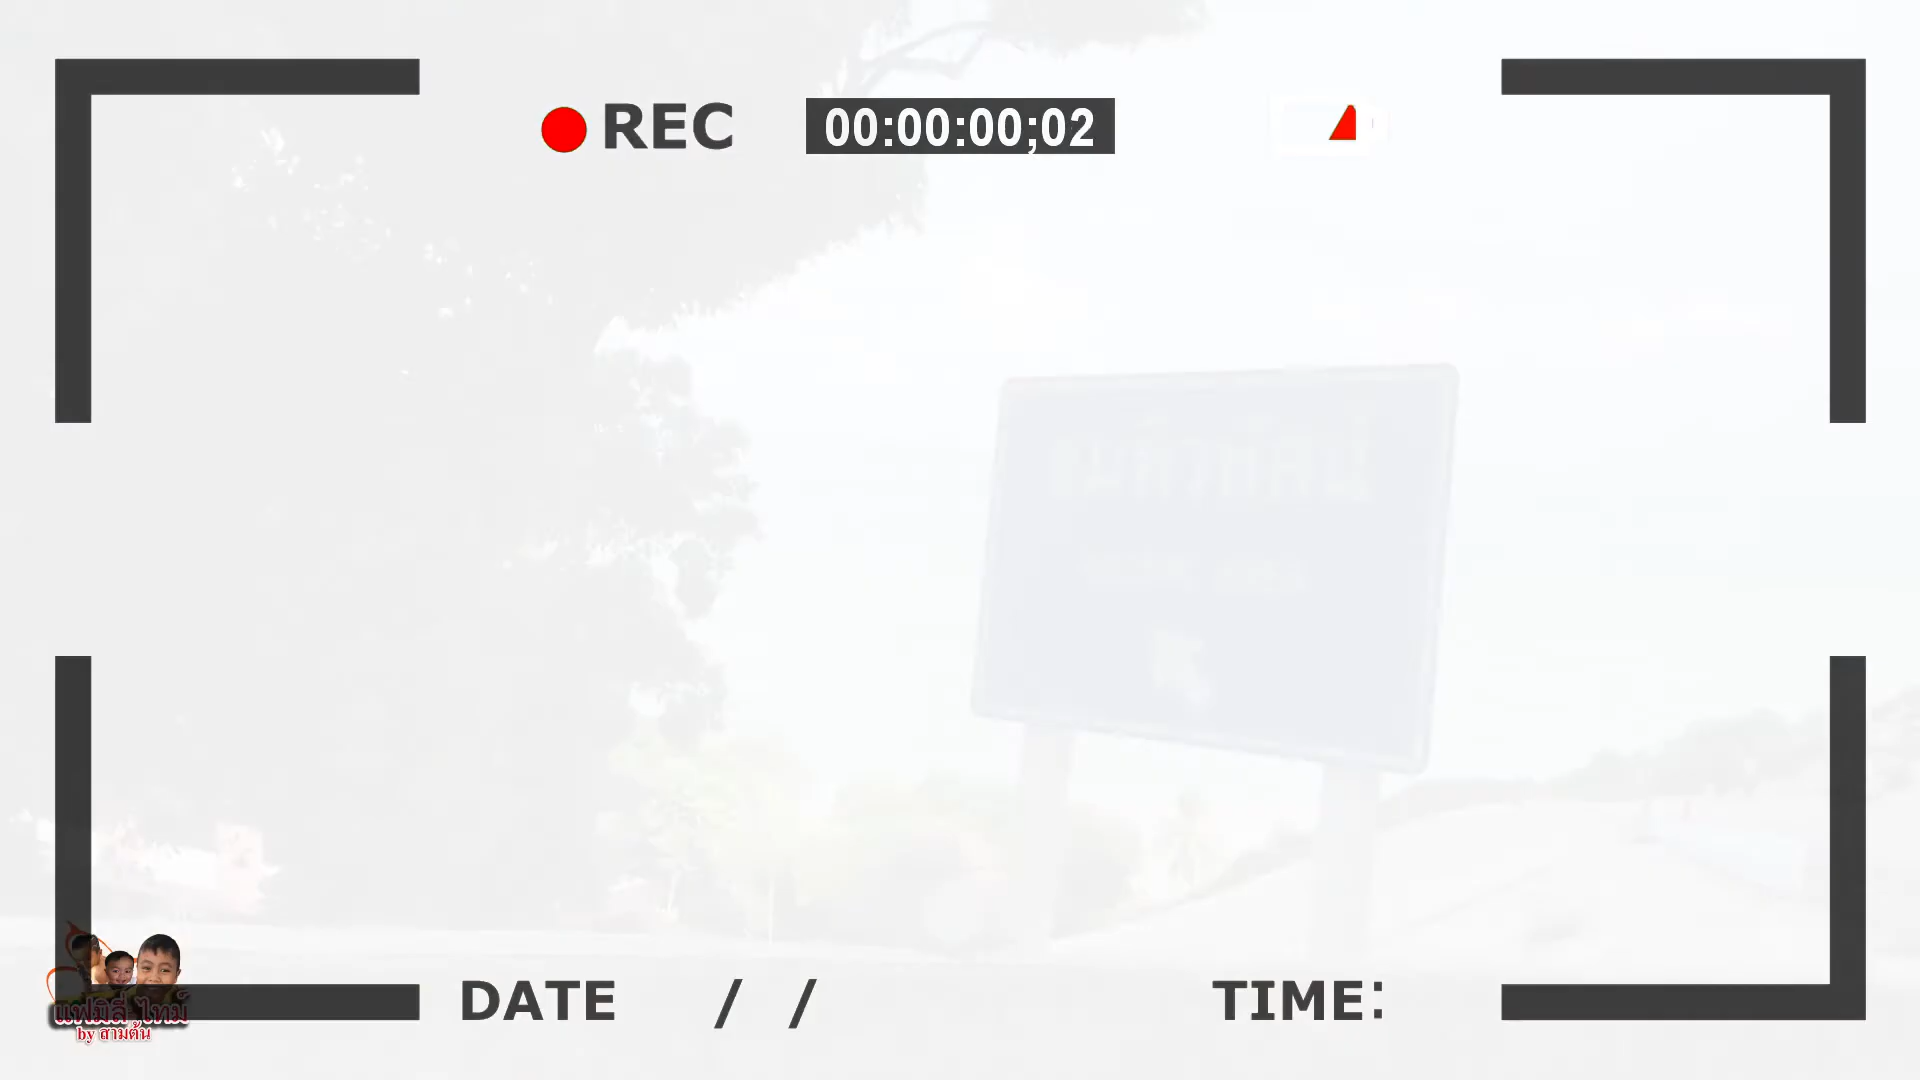 REC 00:00:00;02
แฟมิลี่ ไทม์
by สามต้น
DATE / / TIME: